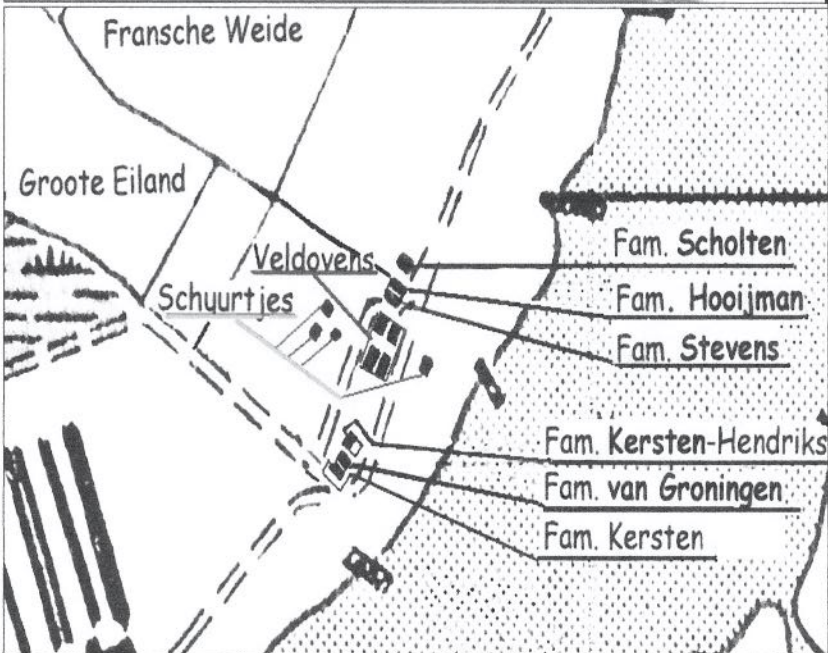 Fransche Weide
Groote Eiland
Veldovens
Schuurtjes
Fam. Scholten
Fam. Hooijman
Fam. Stevens
Fam. Kersten-Hendriks
Fam. van Groningen
Fam. Kersten